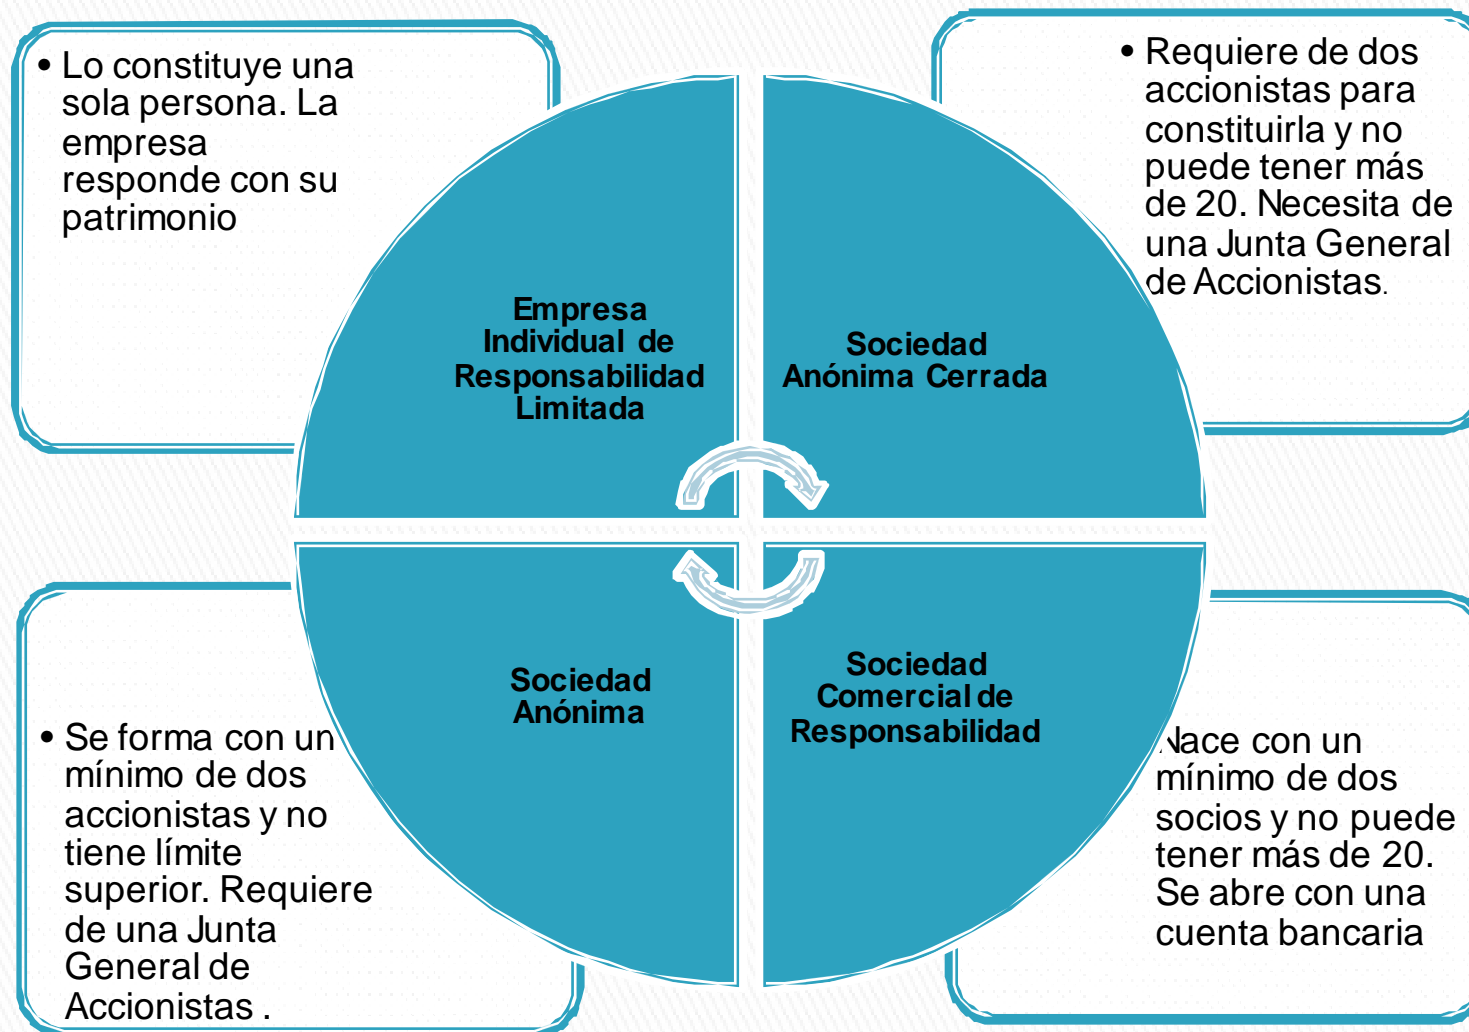 • Lo constituye una
sola persona. La
empresa
responde con su
patrimonio
• Requiere de dos
accionistas para
constituirla y no
puede tener más
de 20. Necesita de
una Junta General
de Accionistas.
Empresa
Individual de
Responsabilidad
Limitada
Sociedad
Anónima Cerrada
Sociedad
Anónima
Sociedad
Comercial de
Responsabilidad
• Se forma con un
mínimo de dos
accionistas y no
tiene límite
superior. Requiere
de una Junta
General de
Accionistas .
Nace con un
mínimo de dos
socios y no puede
tener más de 20.
Se abre con una
cuenta bancaria